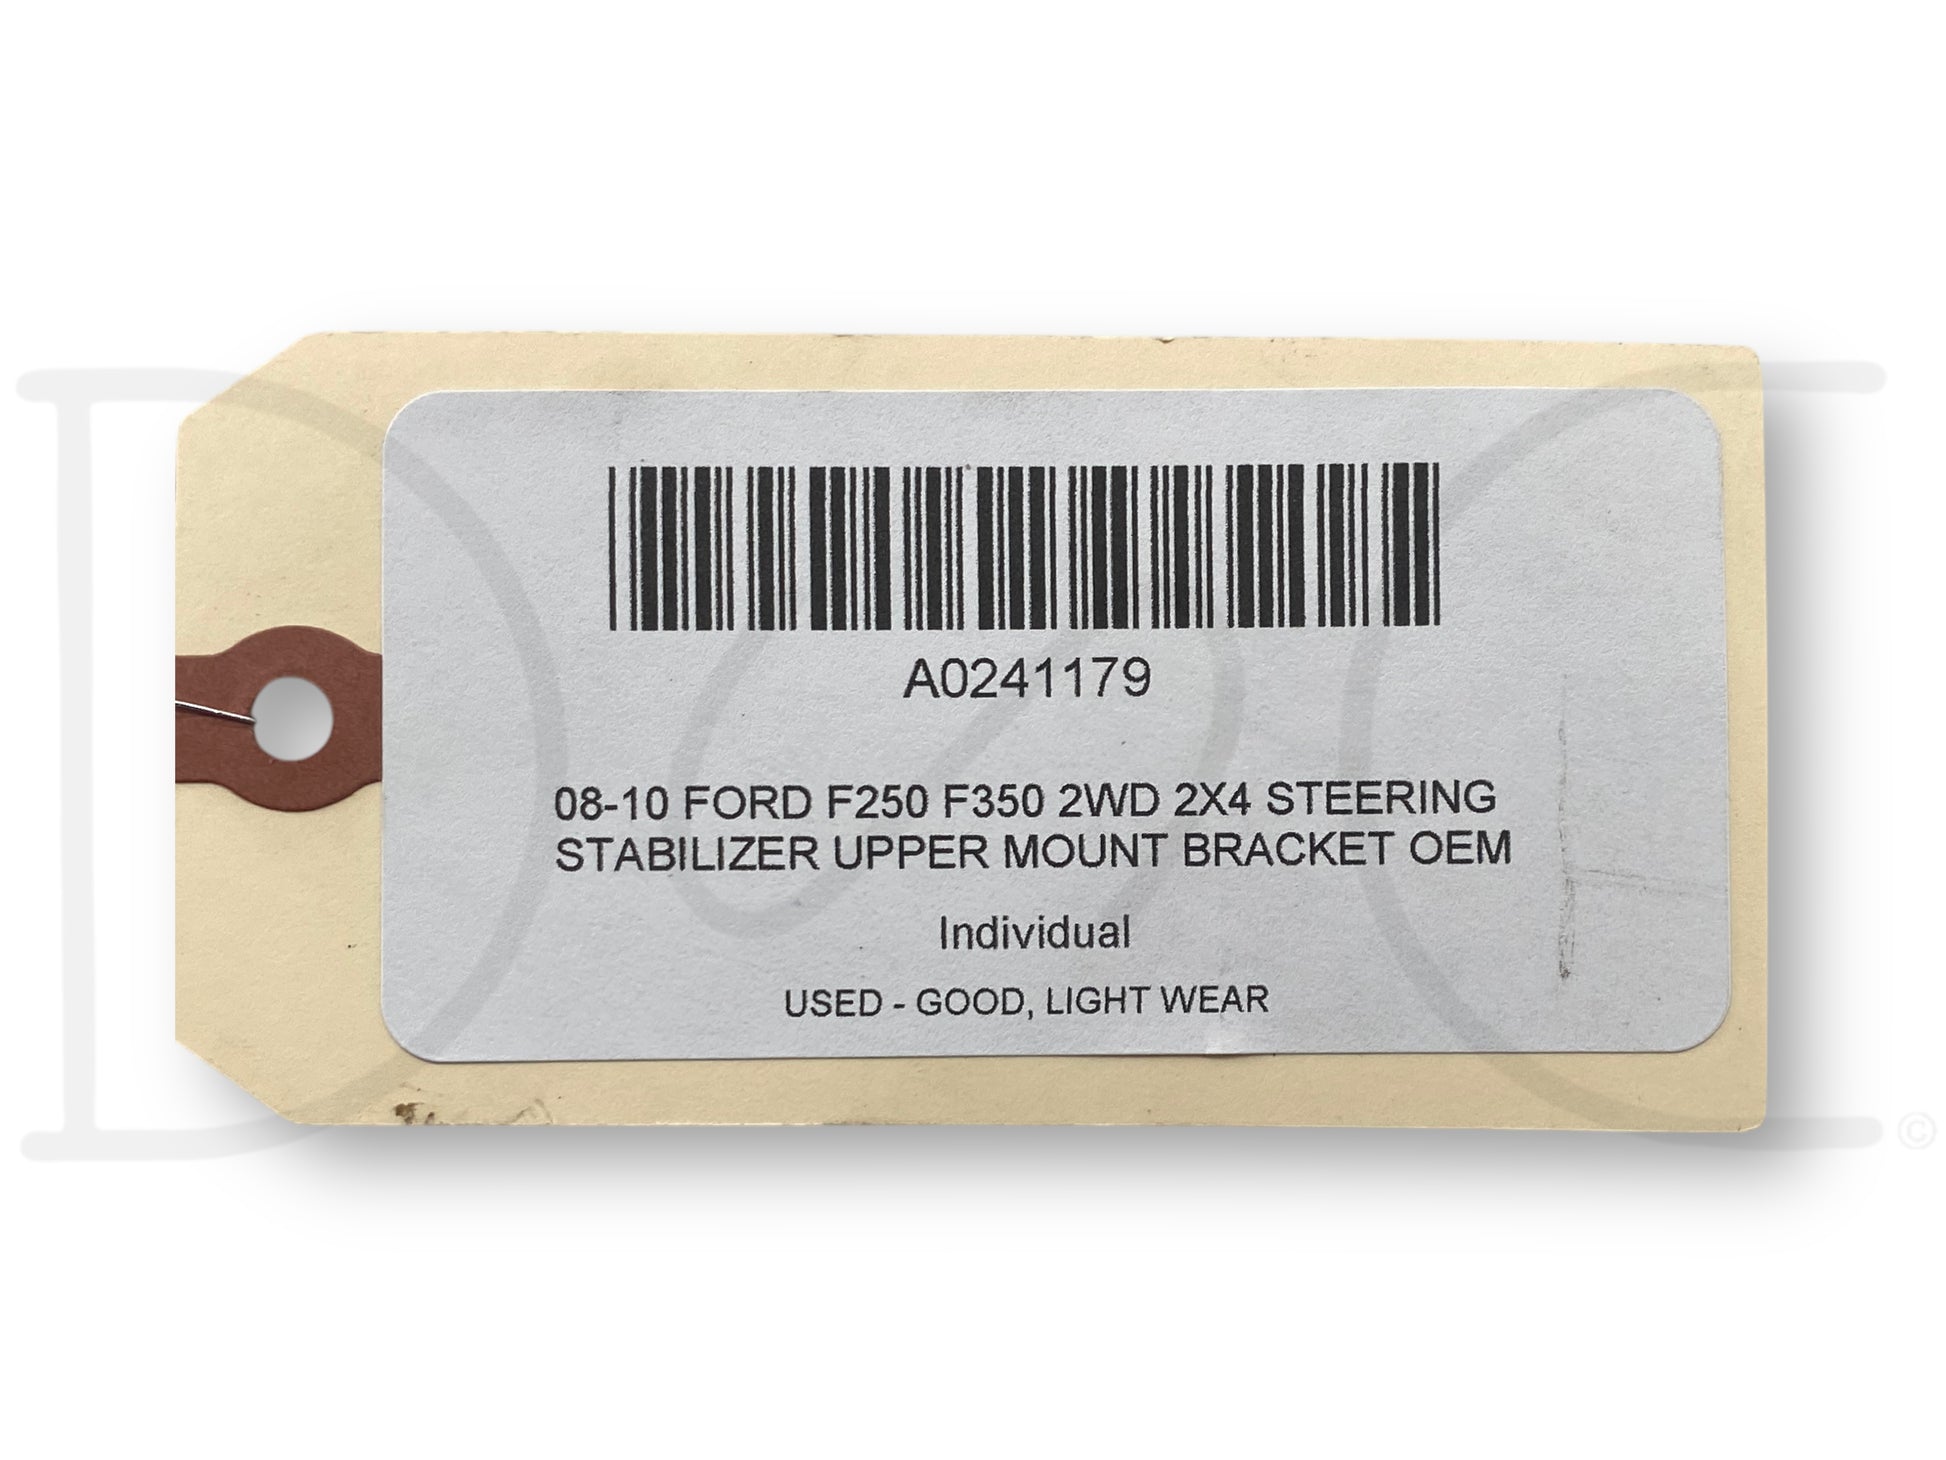 A0241179
08-10 FORD F250 F350 2WD 2X4 STEERING
STABILIZER UPPER MOUNT BRACKET OEM
Individual
USED - GOOD, LIGHT WEAR
©